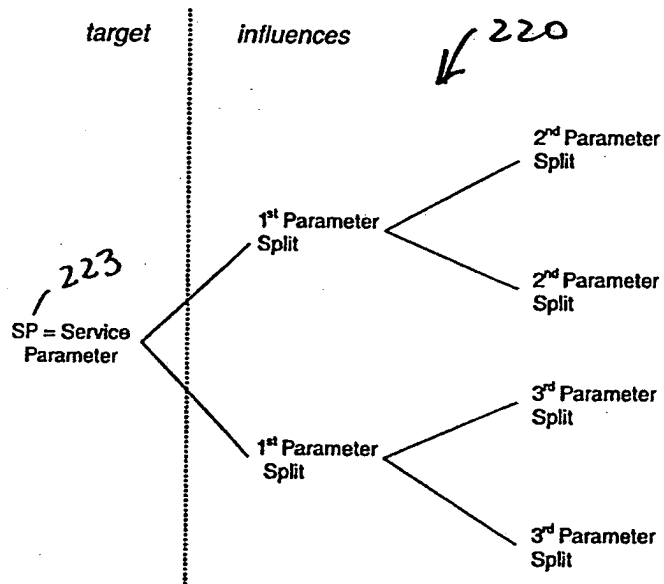 target
influences
220
2nd Parameter
Split
1st Parameter
Split
2nd Parameter
Split
223
SP = Service
Parameter
3rd Parameter
Split
1st Parameter
Split
3rd Parameter
Split